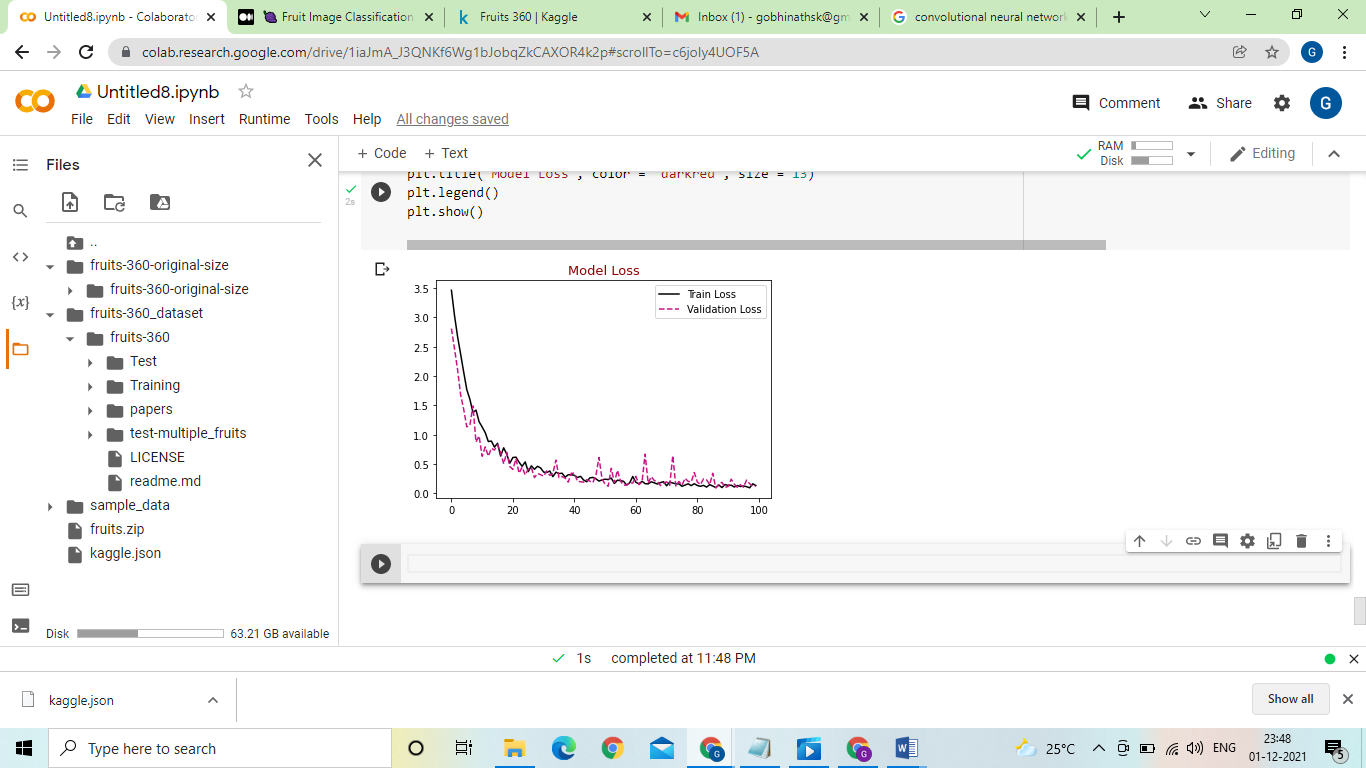 Untitled8.ipynb - Colaborato
Fruit Image Classification
Fruits 360 | Kaggle
Inbox (1) - gobhinathsk@gm
convolutional neural network
colab.research.google.com/drive/1iaJmA_J3QNKf6Wg1bJobqZkCAXOR4k2p#scrollTo=c6joly4UOF5A
G
Untitled8.ipynb
Comment
Share
G
File Edit View Insert Runtime Tools Help All changes saved
Files
+ Code + Text
RAM
Disk
Editing
..
fruits-360-original-size
fruits-360-original-size
fruits-360_dataset
fruits-360
Test
Training
papers
test-multiple_fruits
LICENSE
readme.md
sample_data
fruits.zip
kaggle.json
Disk 63.21 GB available
{x}
2s
plt.title( Model Loss , color = darkred , size = 13)
plt.legend()
plt.show()
Model Loss
Train Loss
Validation Loss
3.5
3.0
2.5
2.0
1.5
1.0
0.5
0.0
0 20 40 60 80 100
1s completed at 11:48 PM
kaggle.json
Show all
Type here to search
25°C
ENG
23:48
01-12-2021
5